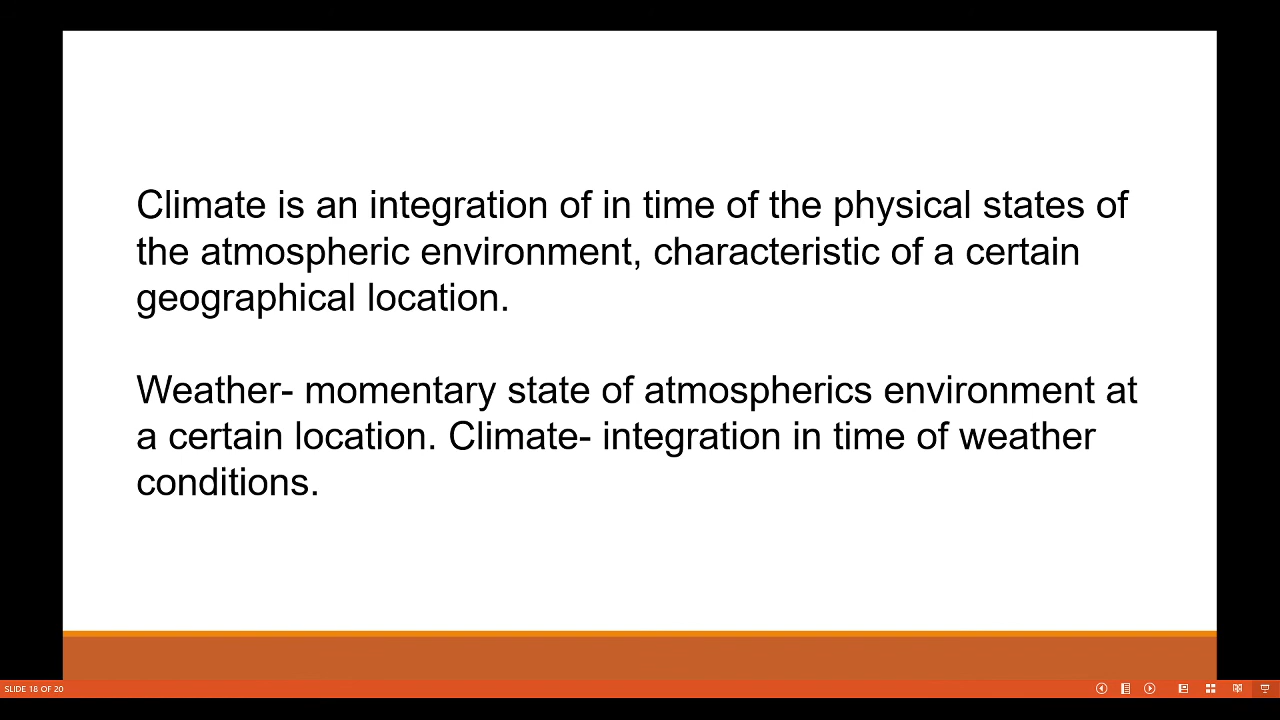 Climate is an integration of in time of the physical states of
the atmospheric environment, characteristic of a certain
geographical location.
Weather- momentary state of atmospherics environment at
a certain location. Climate- integration in time of weather
conditions.
SLIDE 18 OF 20